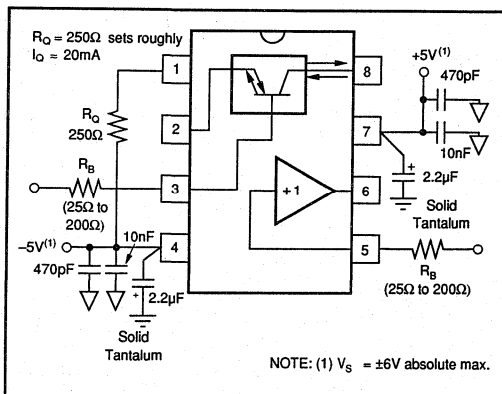 R_Q = 250Ω sets roughly
I_Q ≈ 20mA
1
8
+5V(1)
470pF
R_Q
250Ω
2
7
10nF
R_B
+
2.2µF
3
+1
6
(25Ω to
200Ω)
Solid
Tantalum
–5V(1)
10nF
4
5
R_B
470pF
+
2.2µF
(25Ω to 200Ω)
Solid
Tantalum
NOTE: (1) V_S = ±6V absolute max.